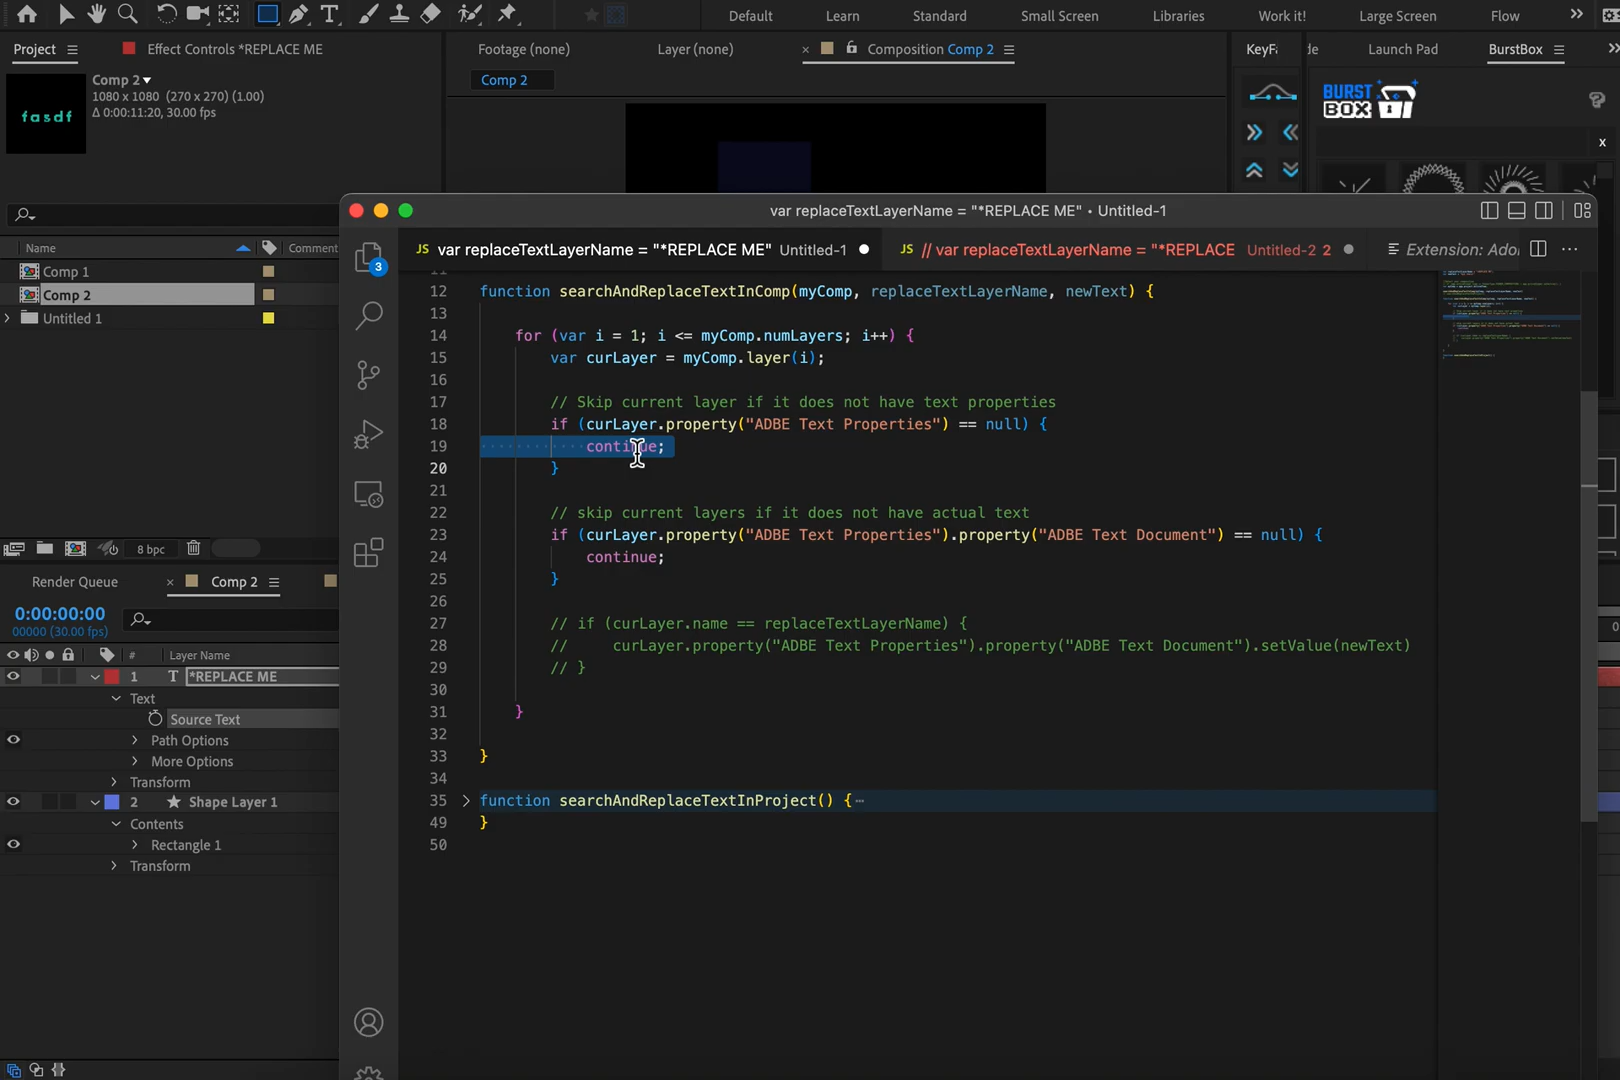 Default
Learn
Standard
Small Screen
Libraries
Work it!
Large Screen
Flow
Project
Effect Controls *REPLACE ME
Footage (none)
Layer (none)
Composition Comp 2
KeyFa
de
Launch Pad
BurstBox
Comp 2
Comp 2
1080 x 1080 (270 x 270) (1.00)
Δ 0:00:11:20, 30.00 fps
fasdf
BURST
BOX
x
var replaceTextLayerName = "*REPLACE ME" • Untitled-1
Name
Comment
JS var replaceTextLayerName = "*REPLACE ME" Untitled-1
JS // var replaceTextLayerName = "*REPLACE Untitled-2 2
Extension: Ado
3
Comp 1
Comp 2
Untitled 1
12 function searchAndReplaceTextInComp(myComp, replaceTextLayerName, newText) {
13
14 for (var i = 1; i <= myComp.numLayers; i++) {
15 var curLayer = myComp.layer(i);
16
17 // Skip current layer if it does not have text properties
18 if (curLayer.property("ADBE Text Properties") == null) {
19 continue;
20 }
21
22 // skip current layers if it does not have actual text
23 if (curLayer.property("ADBE Text Properties").property("ADBE Text Document") == null) {
24 continue;
25 }
26
27 // if (curLayer.name == replaceTextLayerName) {
28 // curLayer.property("ADBE Text Properties").property("ADBE Text Document").setValue(newText)
29 // }
30
31 }
32
33 }
34
35 function searchAndReplaceTextInProject() {
49 }
50
8 bpc
Render Queue
Comp 2
0:00:00:00
00000 (30.00 fps)
#
Layer Name
1 T *REPLACE ME
Text
Source Text
Path Options
More Options
Transform
2 Shape Layer 1
Contents
Rectangle 1
Transform